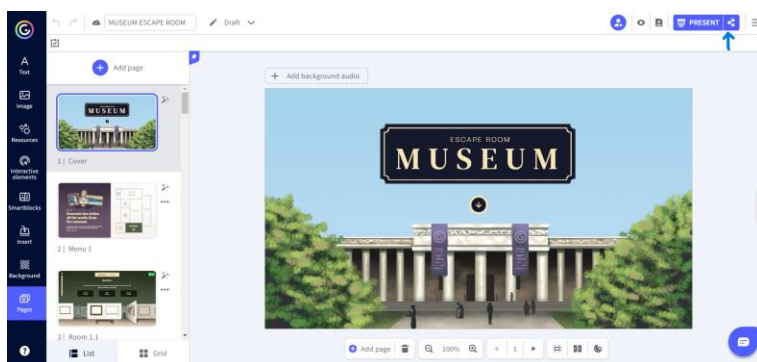 MUSEUM ESCAPE ROOM
Draft
PRESENT
Text
Image
Resources
Interactive
elements
Smartblocks
Insert
Background
Pages
Add page
MUSEUM
1 | Cover
2 | Menu 1
3 | Room 1.1
List
Grid
Add background audio
ESCAPE ROOM
MUSEUM
Add page
100%
1